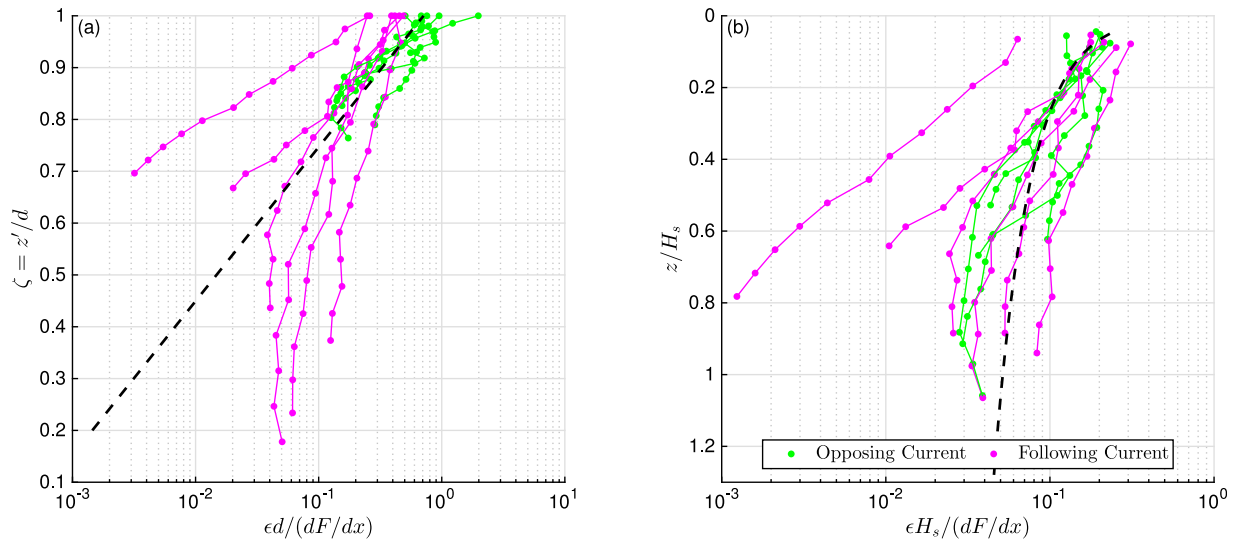 (a)
1
0.9
0.8
0.7
0.6
0.5
0.4
0.3
0.2
0.1
ζ = z′/d
10⁻³ 10⁻² 10⁻¹ 10⁰ 10¹
ϵd/(dF/dx)
(b)
0
0.2
0.4
0.6
0.8
1
1.2
z/Hₛ
Opposing Current Following Current
10⁻³ 10⁻² 10⁻¹ 10⁰
ϵHₛ/(dF/dx)